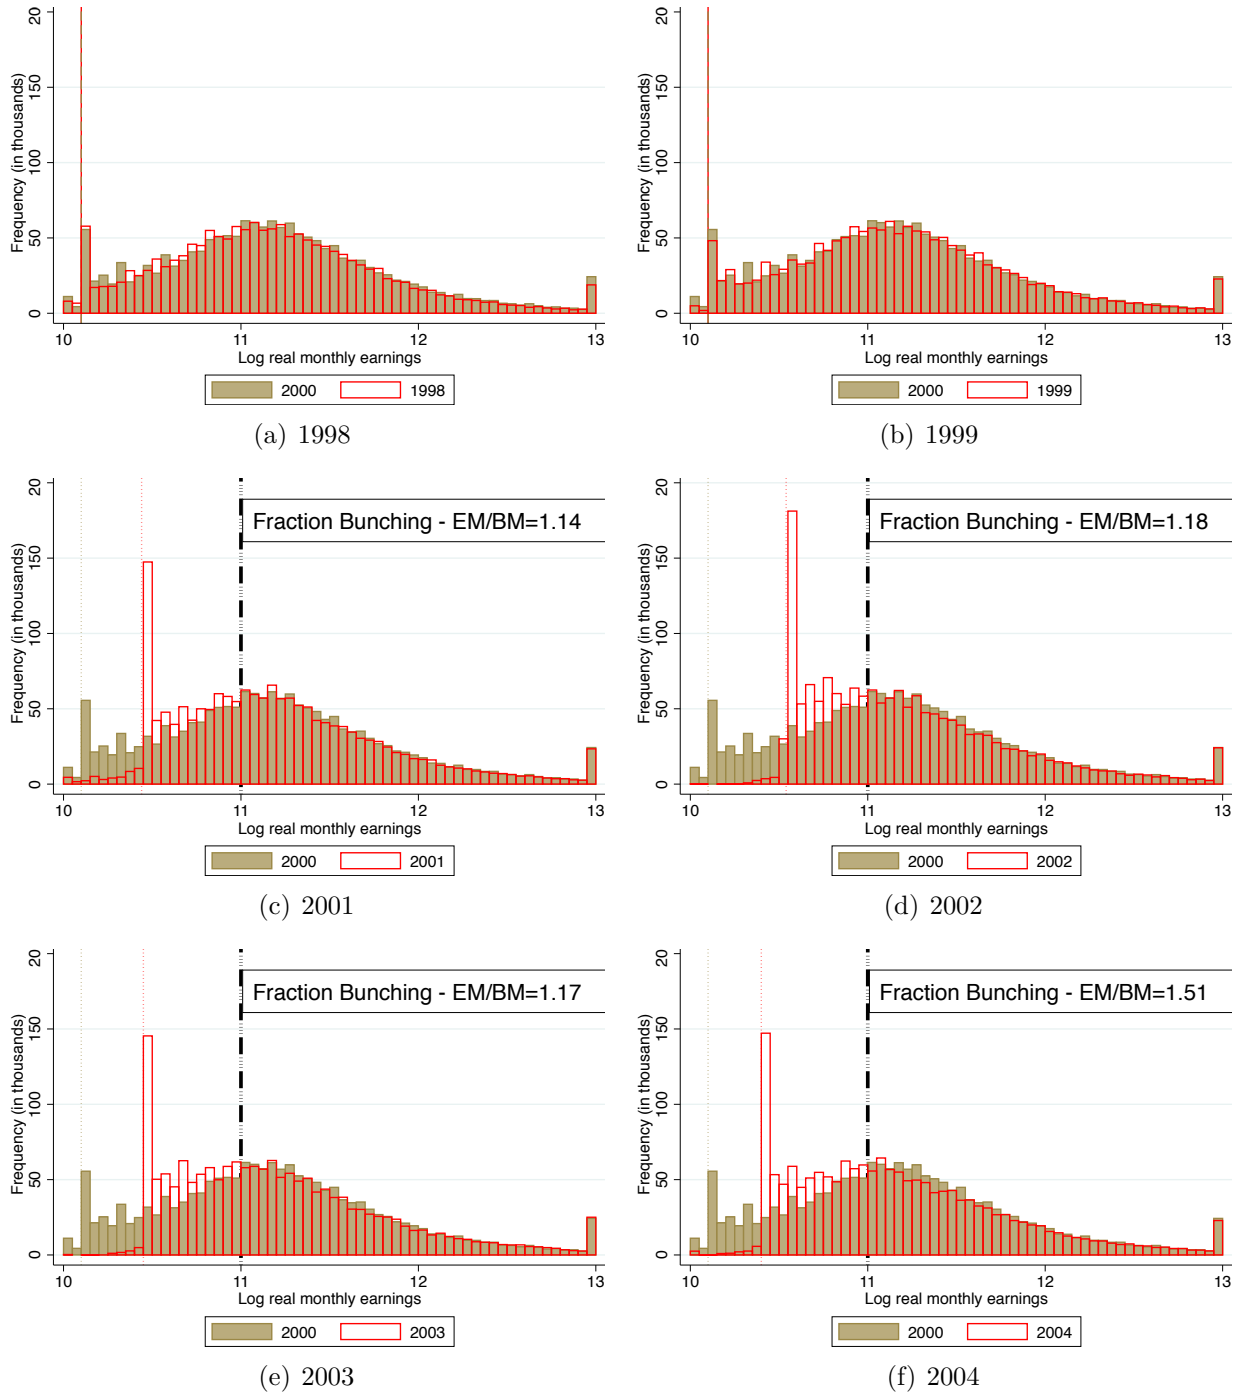 20
150
100
50
0
Frequency (in thousands)
10 11 12 13
Log real monthly earnings
2000 1998
(a) 1998
20
150
100
50
0
Frequency (in thousands)
10 11 12 13
Log real monthly earnings
2000 1999
(b) 1999
20
150
100
50
0
Frequency (in thousands)
Fraction Bunching - EM/BM=1.14
10 11 12 13
Log real monthly earnings
2000 2001
(c) 2001
20
150
100
50
0
Frequency (in thousands)
Fraction Bunching - EM/BM=1.18
10 11 12 13
Log real monthly earnings
2000 2002
(d) 2002
20
150
100
50
0
Frequency (in thousands)
Fraction Bunching - EM/BM=1.17
10 11 12 13
Log real monthly earnings
2000 2003
(e) 2003
20
150
100
50
0
Frequency (in thousands)
Fraction Bunching - EM/BM=1.51
10 11 12 13
Log real monthly earnings
2000 2004
(f) 2004